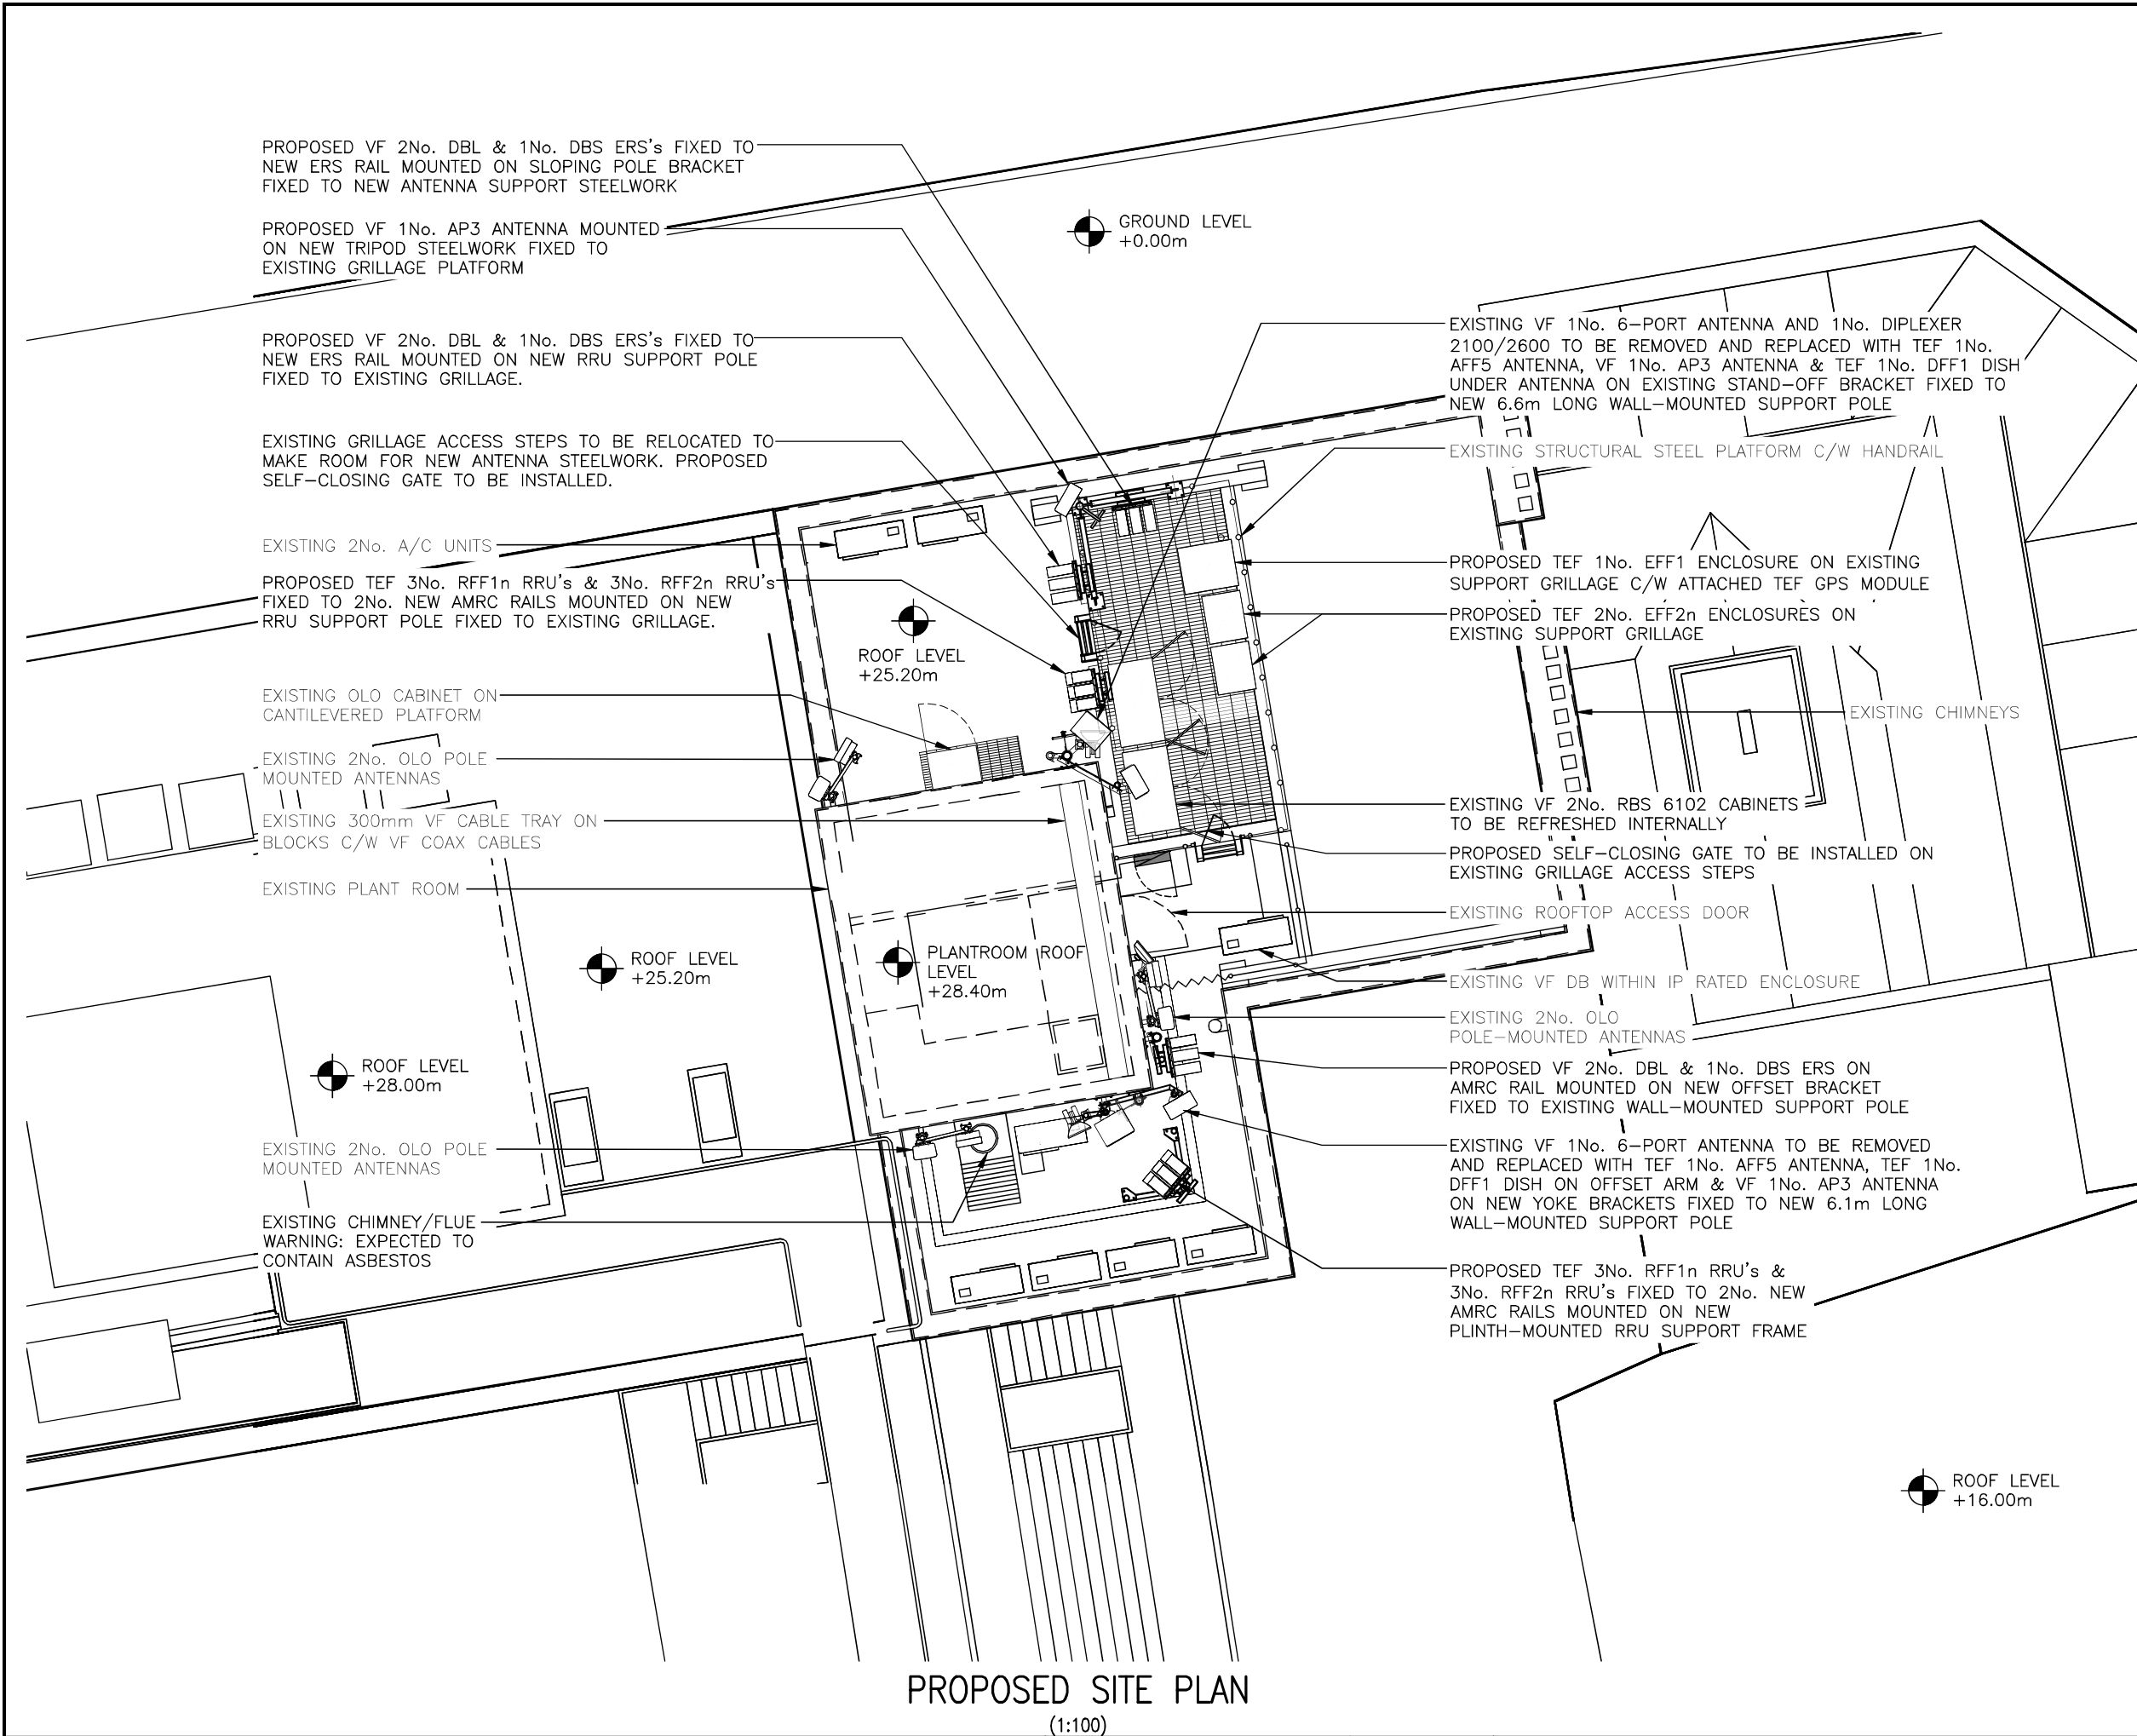 PROPOSED VF 2No. DBL & 1No. DBS ERS's FIXED TO
NEW ERS RAIL MOUNTED ON SLOPING POLE BRACKET
FIXED TO NEW ANTENNA SUPPORT STEELWORK
PROPOSED VF 1No. AP3 ANTENNA MOUNTED
ON NEW TRIPOD STEELWORK FIXED TO
EXISTING GRILLAGE PLATFORM
PROPOSED VF 2No. DBL & 1No. DBS ERS's FIXED TO
NEW ERS RAIL MOUNTED ON NEW RRU SUPPORT POLE
FIXED TO EXISTING GRILLAGE.
EXISTING GRILLAGE ACCESS STEPS TO BE RELOCATED TO
MAKE ROOM FOR NEW ANTENNA STEELWORK. PROPOSED
SELF-CLOSING GATE TO BE INSTALLED.
EXISTING 2No. A/C UNITS
PROPOSED TEF 3No. RFF1n RRU's & 3No. RFF2n RRU's
FIXED TO 2No. NEW AMRC RAILS MOUNTED ON NEW
RRU SUPPORT POLE FIXED TO EXISTING GRILLAGE.
EXISTING OLO CABINET ON
CANTILEVERED PLATFORM
EXISTING 2No. OLO POLE
MOUNTED ANTENNAS
EXISTING 300mm VF CABLE TRAY ON
BLOCKS C/W VF COAX CABLES
EXISTING PLANT ROOM
EXISTING 2No. OLO POLE
MOUNTED ANTENNAS
EXISTING CHIMNEY/FLUE
WARNING: EXPECTED TO
CONTAIN ASBESTOS
GROUND LEVEL
+0.00m
ROOF LEVEL
+25.20m
ROOF LEVEL
+25.20m
PLANTROOM ROOF
LEVEL
+28.40m
ROOF LEVEL
+28.00m
EXISTING VF 1No. 6-PORT ANTENNA AND 1No. DIPLEXER
2100/2600 TO BE REMOVED AND REPLACED WITH TEF 1No.
AFF5 ANTENNA, VF 1No. AP3 ANTENNA & TEF 1No. DFF1 DISH
UNDER ANTENNA ON EXISTING STAND-OFF BRACKET FIXED TO
NEW 6.6m LONG WALL-MOUNTED SUPPORT POLE
EXISTING STRUCTURAL STEEL PLATFORM C/W HANDRAIL
PROPOSED TEF 1No. EFF1 ENCLOSURE ON EXISTING
SUPPORT GRILLAGE C/W ATTACHED TEF GPS MODULE
PROPOSED TEF 2No. EFF2n ENCLOSURES ON
EXISTING SUPPORT GRILLAGE
EXISTING CHIMNEYS
EXISTING VF 2No. RBS 6102 CABINETS
TO BE REFRESHED INTERNALLY
PROPOSED SELF-CLOSING GATE TO BE INSTALLED ON
EXISTING GRILLAGE ACCESS STEPS
EXISTING ROOFTOP ACCESS DOOR
EXISTING VF DB WITHIN IP RATED ENCLOSURE
EXISTING 2No. OLO
POLE-MOUNTED ANTENNAS
PROPOSED VF 2No. DBL & 1No. DBS ERS ON
AMRC RAIL MOUNTED ON NEW OFFSET BRACKET
FIXED TO EXISTING WALL-MOUNTED SUPPORT POLE
EXISTING VF 1No. 6-PORT ANTENNA TO BE REMOVED
AND REPLACED WITH TEF 1No. AFF5 ANTENNA, TEF 1No.
DFF1 DISH ON OFFSET ARM & VF 1No. AP3 ANTENNA
ON NEW YOKE BRACKETS FIXED TO NEW 6.1m LONG
WALL-MOUNTED SUPPORT POLE
PROPOSED TEF 3No. RFF1n RRU's &
3No. RFF2n RRU's FIXED TO 2No. NEW
AMRC RAILS MOUNTED ON NEW
PLINTH-MOUNTED RRU SUPPORT FRAME
ROOF LEVEL
+16.00m
PROPOSED SITE PLAN
(1:100)